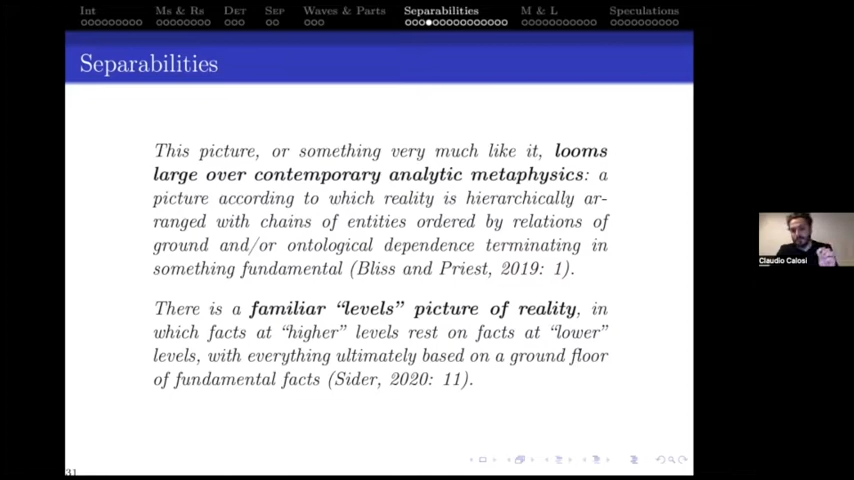 Int Ms & Rs Det Sep Waves & Parts Separabilities M & L Speculations
Separabilities
This picture, or something very much like it, looms
large over contemporary analytic metaphysics: a
picture according to which reality is hierarchically ar-
ranged with chains of entities ordered by relations of
ground and/or ontological dependence terminating in
something fundamental (Bliss and Priest, 2019: 1).
There is a familiar “levels” picture of reality, in
which facts at “higher” levels rest on facts at “lower”
levels, with everything ultimately based on a ground floor
of fundamental facts (Sider, 2020: 11).
Claudio Calosi
31